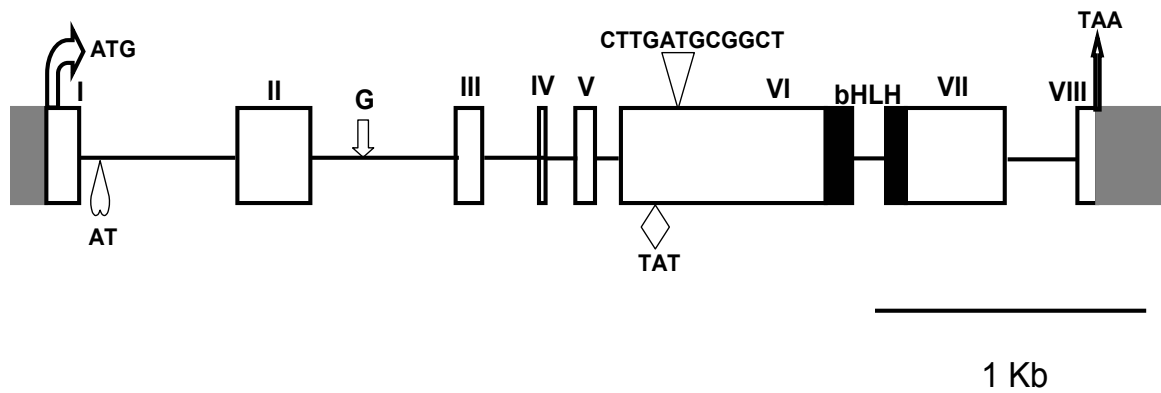 CTTGATGCGGCT
TAA
ATG
I
II
G
III
IV
V
VI
bHLH
VII
VIII
AT
TAT
1 Kb